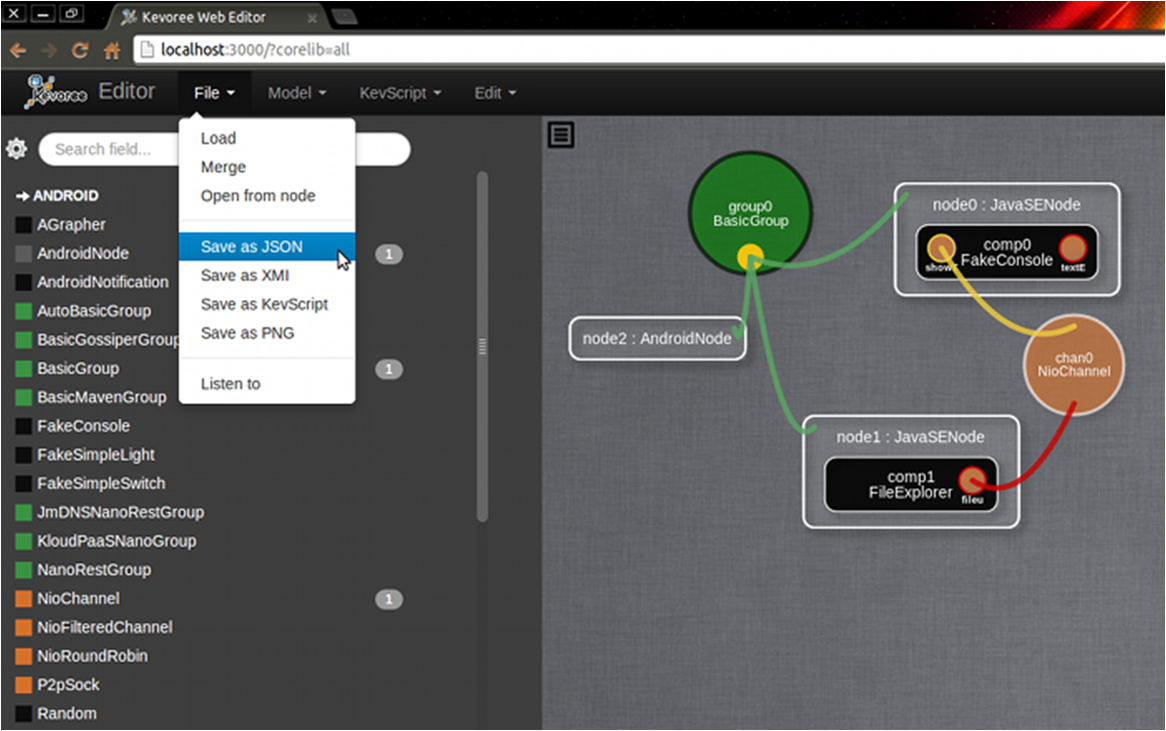 Kevoree Web Editor
localhost:3000/?corelib=all
Kevoree Editor File Model KevScript Edit
Search field...
Load
Merge
Open from node
Save as JSON
Save as XMI
Save as KevScript
Save as PNG
Listen to
ANDROID
AGrapher
AndroidNode 1
AndroidNotification
AutoBasicGroup
BasicGossiperGroup
BasicGroup 1
BasicMavenGroup
FakeConsole
FakeSimpleLight
FakeSimpleSwitch
JmDNSNanoRestGroup
KloudPaaSNanoGroup
NanoRestGroup
NioChannel 1
NioFilteredChannel
NioRoundRobin
P2pSock
Random
group0
BasicGroup
node0 : JavaSENode
comp0
FakeConsole
show
textE
node2 : AndroidNode
chan0
NioChannel
node1 : JavaSENode
comp1
FileExplorer
fileu